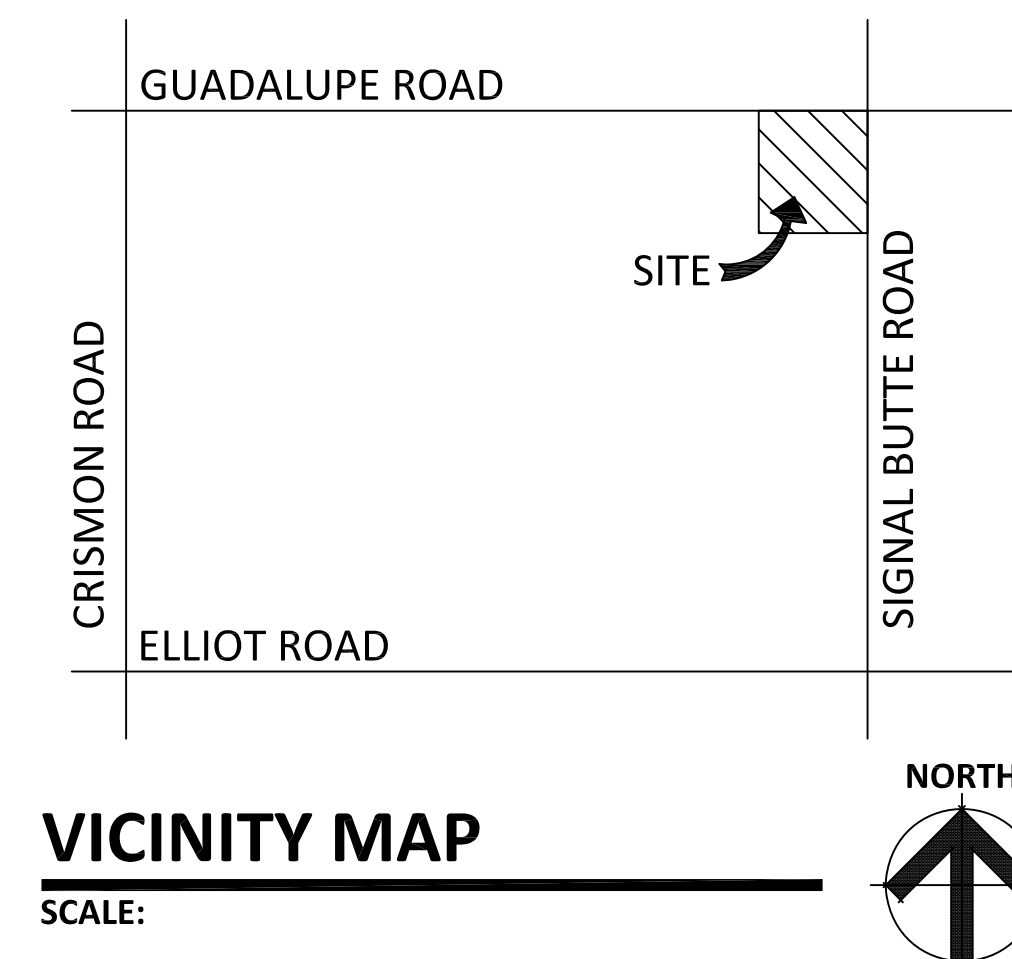 GUADALUPE ROAD
SITE
SIGNAL BUTTE ROAD
CRISMON ROAD
ELLIOT ROAD
NORTH
VICINITY MAP
SCALE: